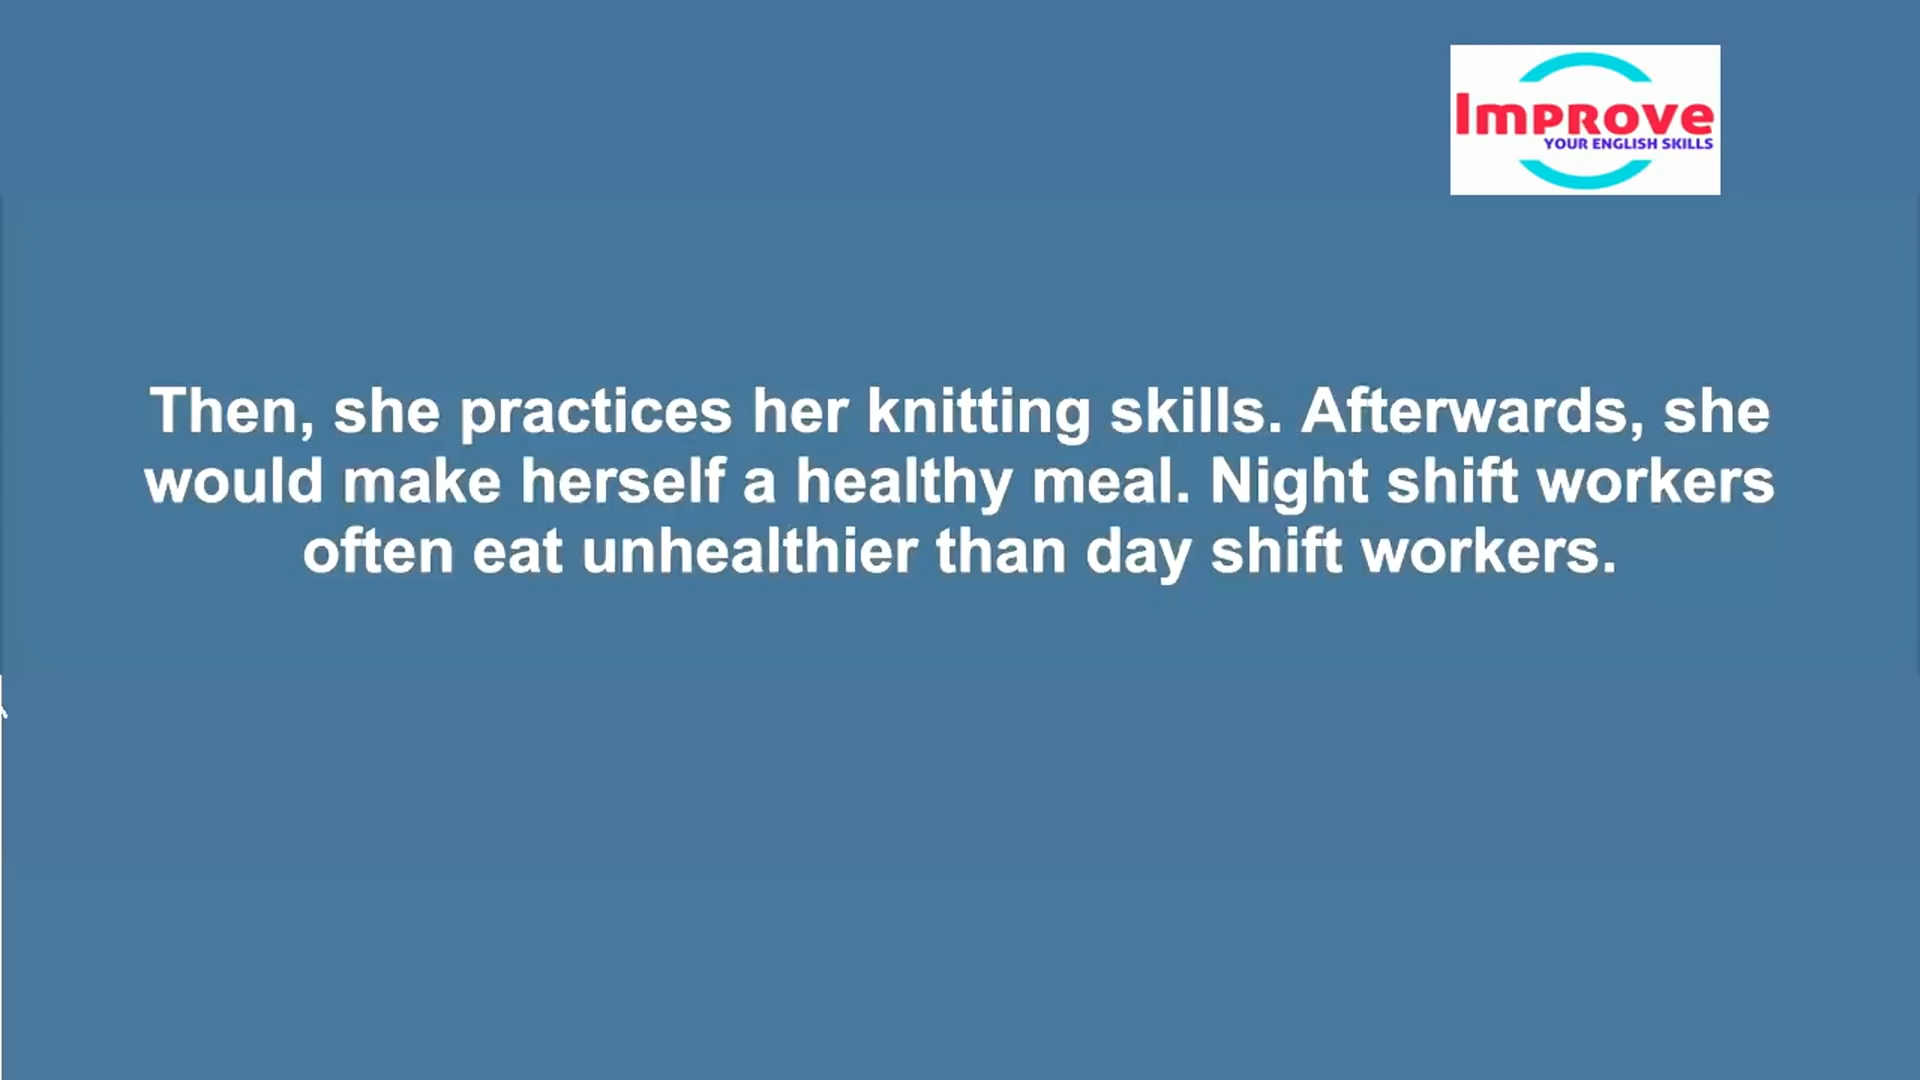 Improve
YOUR ENGLISH SKILLS
Then, she practices her knitting skills. Afterwards, she
would make herself a healthy meal. Night shift workers
often eat unhealthier than day shift workers.